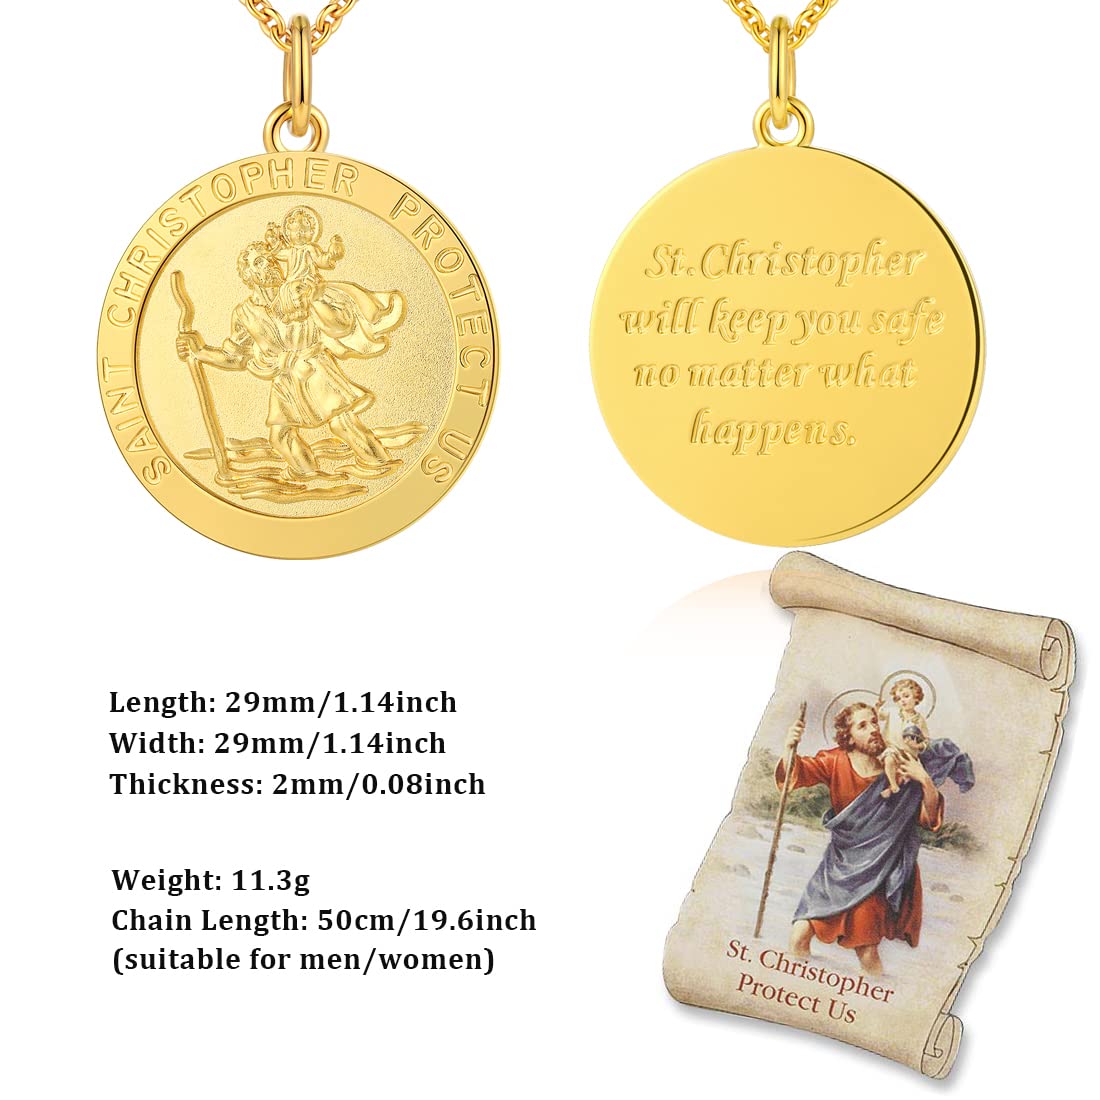 SAINT CHRISTOPHER PROTECT US
St. Christopher
will keep you safe
no matter what
happens.
Length: 29mm/1.14inch
Width: 29mm/1.14inch
Thickness: 2mm/0.08inch
Weight: 11.3g
Chain Length: 50cm/19.6inch
(suitable for men/women)
St. Christopher
Protect Us